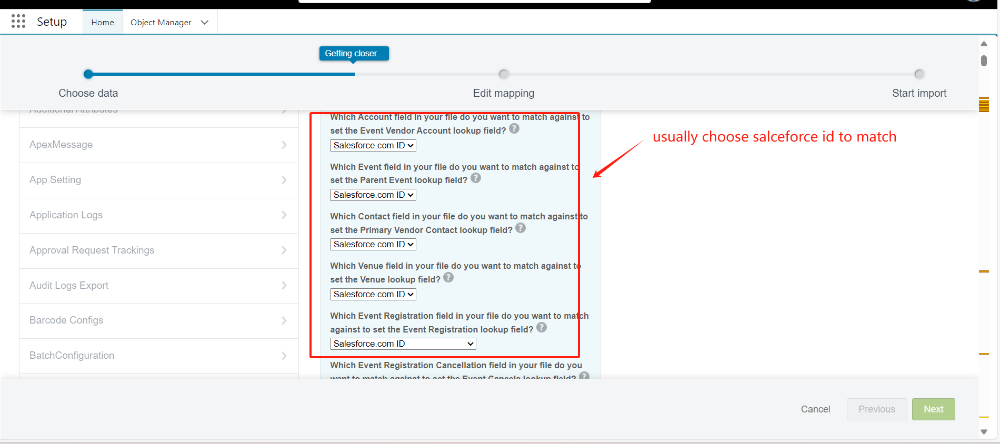 Setup
Home
Object Manager
Getting closer...
Choose data
Edit mapping
Start import
Additional Attributes
ApexMessage
App Setting
Application Logs
Approval Request Trackings
Audit Logs Export
Barcode Configs
BatchConfiguration
Which Account field in your file do you want to match against to
set the Event Vendor Account lookup field? ?
Salesforce.com ID
Which Event field in your file do you want to match against to
set the Parent Event lookup field? ?
Salesforce.com ID
Which Contact field in your file do you want to match against to
set the Primary Vendor Contact lookup field? ?
Salesforce.com ID
Which Venue field in your file do you want to match against to
set the Venue lookup field? ?
Salesforce.com ID
Which Event Registration field in your file do you want to match
against to set the Event Registration lookup field? ?
Salesforce.com ID
Which Event Registration Cancellation field in your file do you
want to match against to set the Event Cancels lookup field? ?
usually choose salceforce id to match
Cancel
Previous
Next